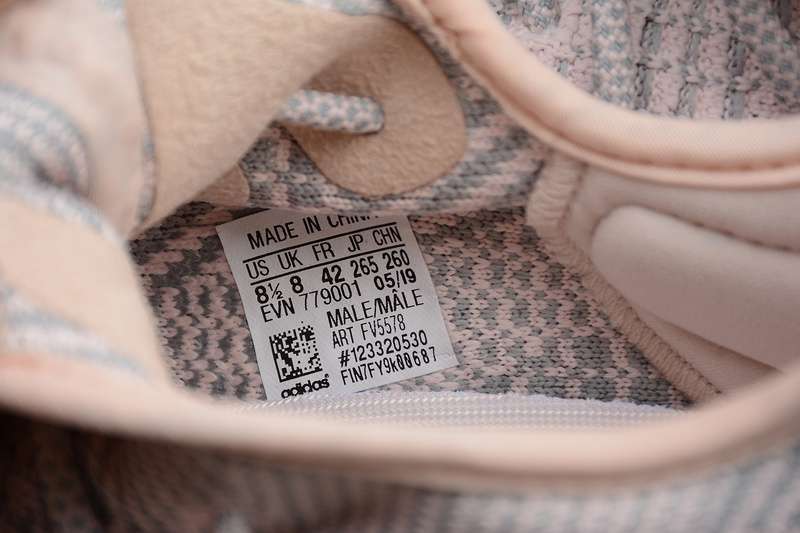 MADE IN CHINA
US UK FR JP CHN
8½ 8 42 265 260
EVN 779001 05/19
MALE/MÂLE
ART FV5578
#123320530
FIN7FY9K00687
adidas®